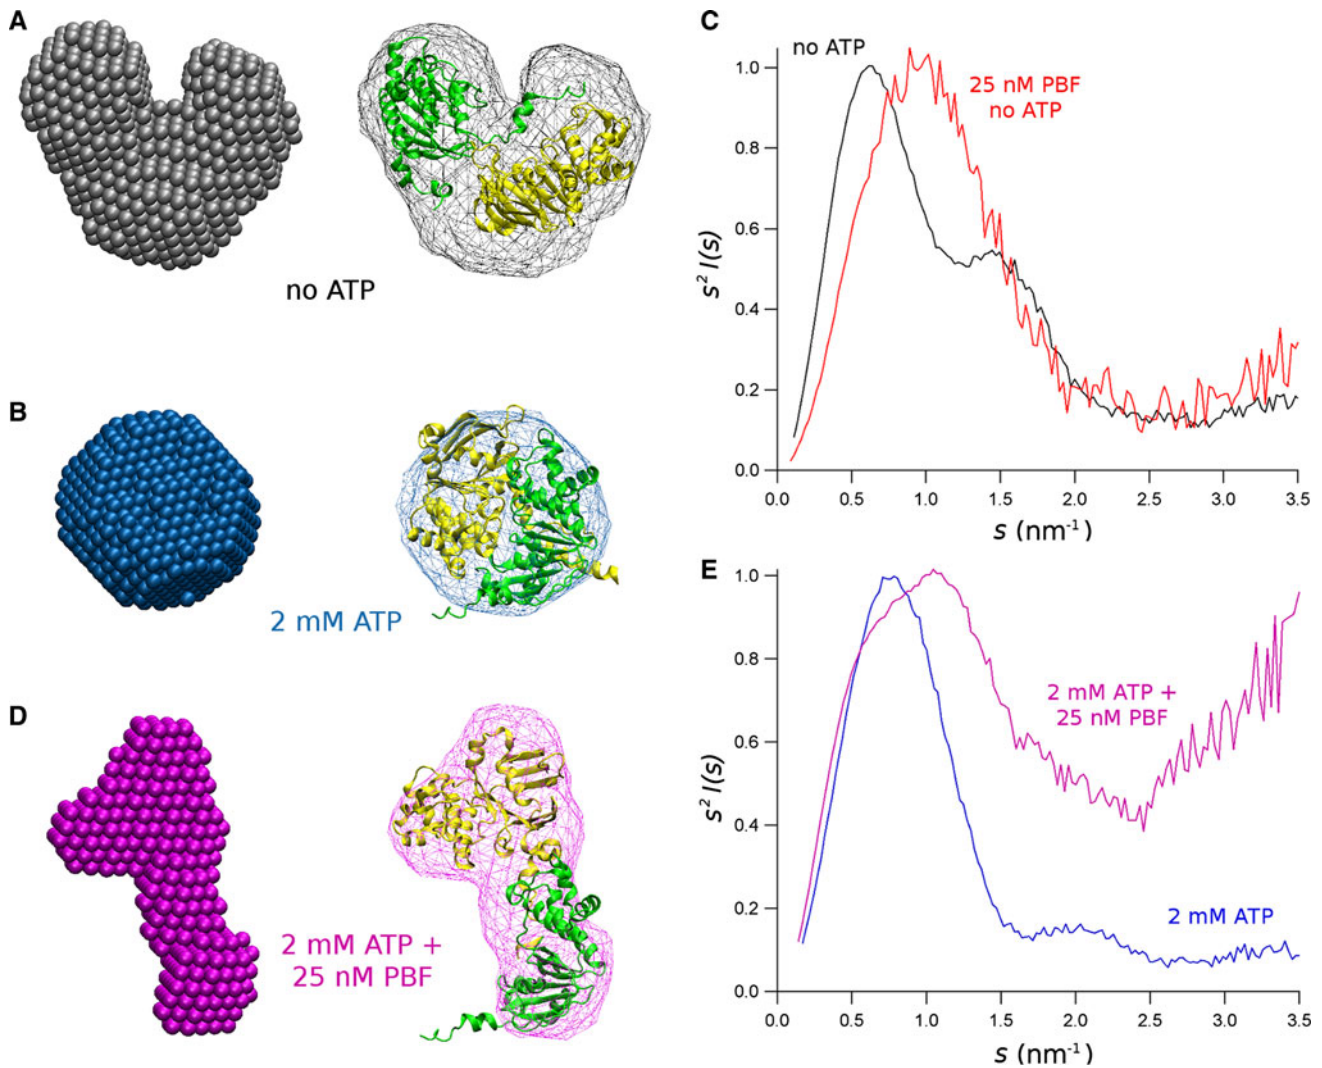 A
no ATP
B
2 mM ATP
D
2 mM ATP +
25 nM PBF
C
no ATP
25 nM PBF
no ATP
1.0
0.8
0.6
0.4
0.2
0.0
s² I(s)
0.0 0.5 1.0 1.5 2.0 2.5 3.0 3.5
s (nm⁻¹)
E
2 mM ATP +
25 nM PBF
2 mM ATP
1.0
0.8
0.6
0.4
0.2
0.0
s² I(s)
0.0 0.5 1.0 1.5 2.0 2.5 3.0 3.5
s (nm⁻¹)